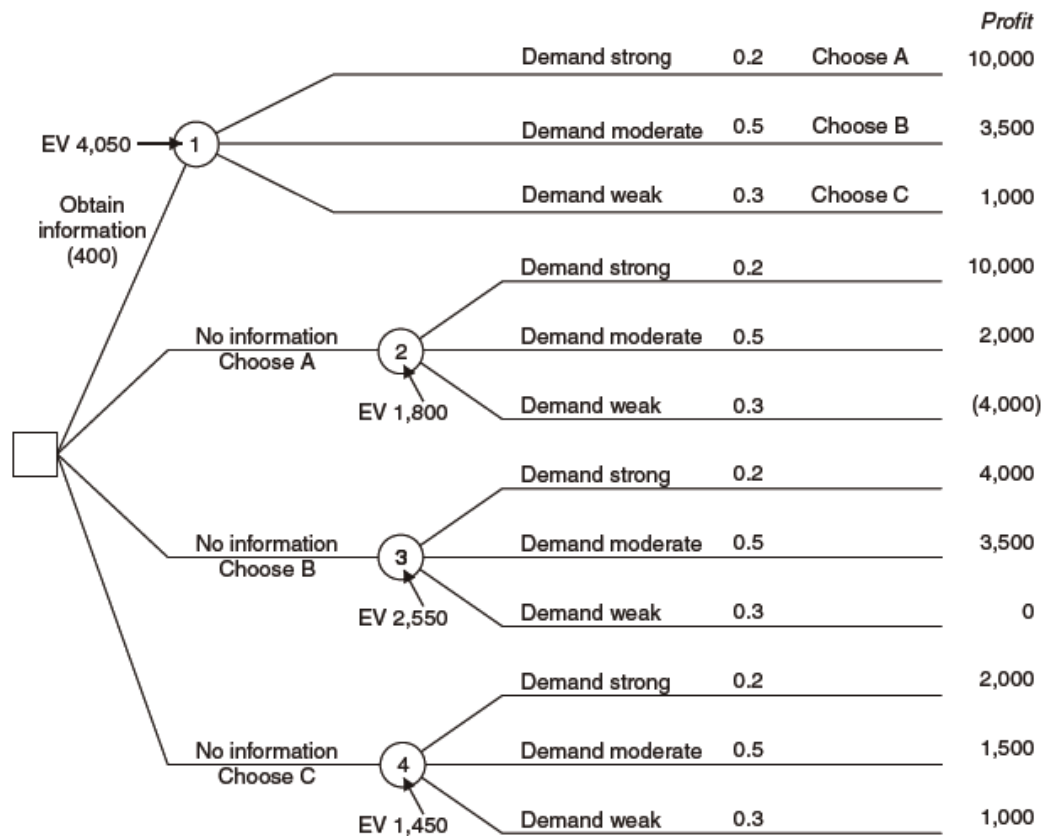 Profit
Demand strong 0.2 Choose A 10,000
EV 4,050 1 Demand moderate 0.5 Choose B 3,500
Demand weak 0.3 Choose C 1,000
Obtain
information
(400)
Demand strong 0.2 10,000
No information
Choose A
2 Demand moderate 0.5 2,000
EV 1,800
Demand weak 0.3 (4,000)
Demand strong 0.2 4,000
No information
Choose B
3 Demand moderate 0.5 3,500
EV 2,550
Demand weak 0.3 0
Demand strong 0.2 2,000
No information
Choose C
4 Demand moderate 0.5 1,500
EV 1,450
Demand weak 0.3 1,000